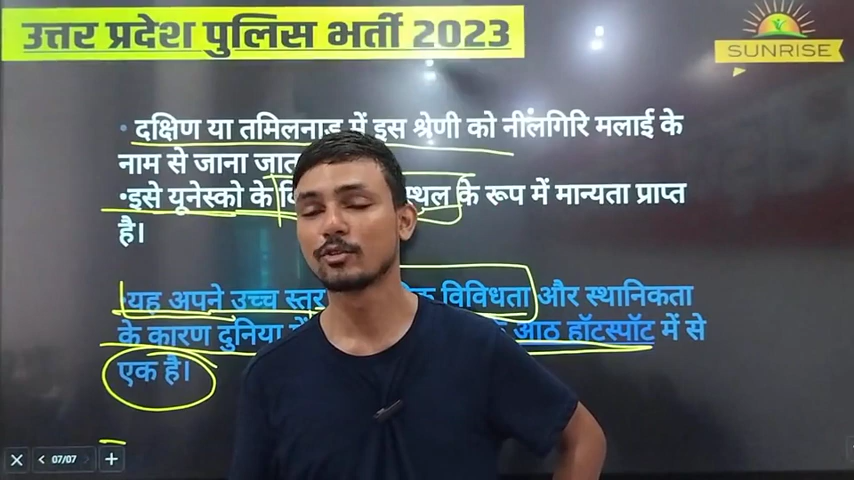 उत्तर प्रदेश पुलिस भर्ती 2023
SUNRISE
• दक्षिण या तमिलनाडु में इस श्रेणी को नीलगिरि मलाई के
नाम से जाना
•इसे यूनेस्को के के रूप में मान्यता प्राप्त
है।
•यह अपने उच्च स्तर विविधता और स्थानिकता
के कारण दुनिया आठ हॉटस्पॉट में से
एक है।
07/07